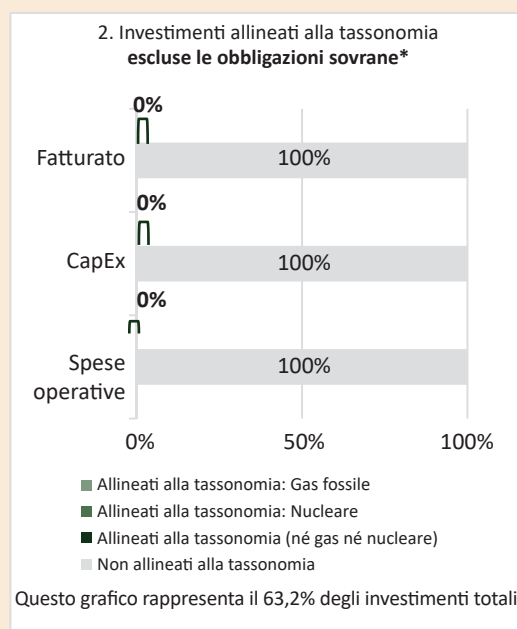 2. Investimenti allineati alla tassonomia
escluse le obbligazioni sovrane*
0%
Fatturato
100%
0%
CapEx
100%
0%
Spese
operative
100%
0%
50%
100%
Allineati alla tassonomia: Gas fossile
Allineati alla tassonomia: Nucleare
Allineati alla tassonomia (né gas né nucleare)
Non allineati alla tassonomia
Questo grafico rappresenta il 63,2% degli investimenti totali